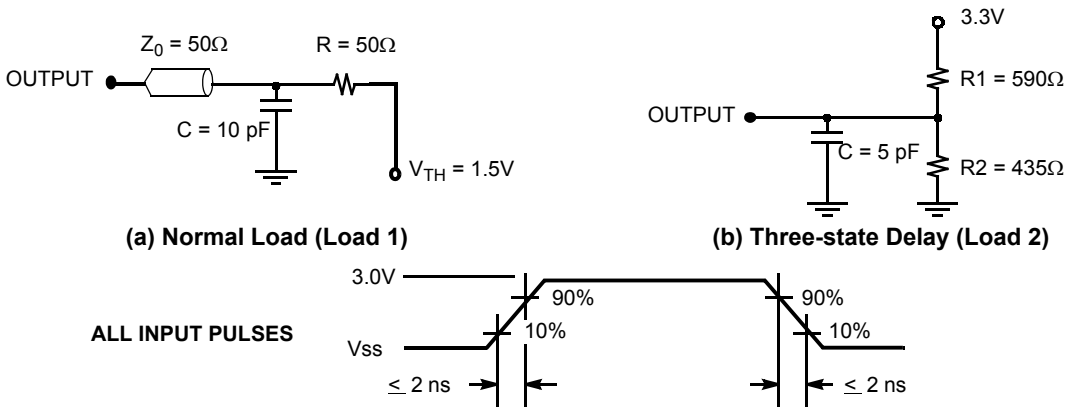 Z0 = 50Ω
R = 50Ω
OUTPUT
C = 10 pF
VTH = 1.5V
(a) Normal Load (Load 1)
3.3V
R1 = 590Ω
OUTPUT
C = 5 pF
R2 = 435Ω
(b) Three-state Delay (Load 2)
3.0V
90%
90%
ALL INPUT PULSES
10%
10%
Vss
≤ 2 ns
≤ 2 ns